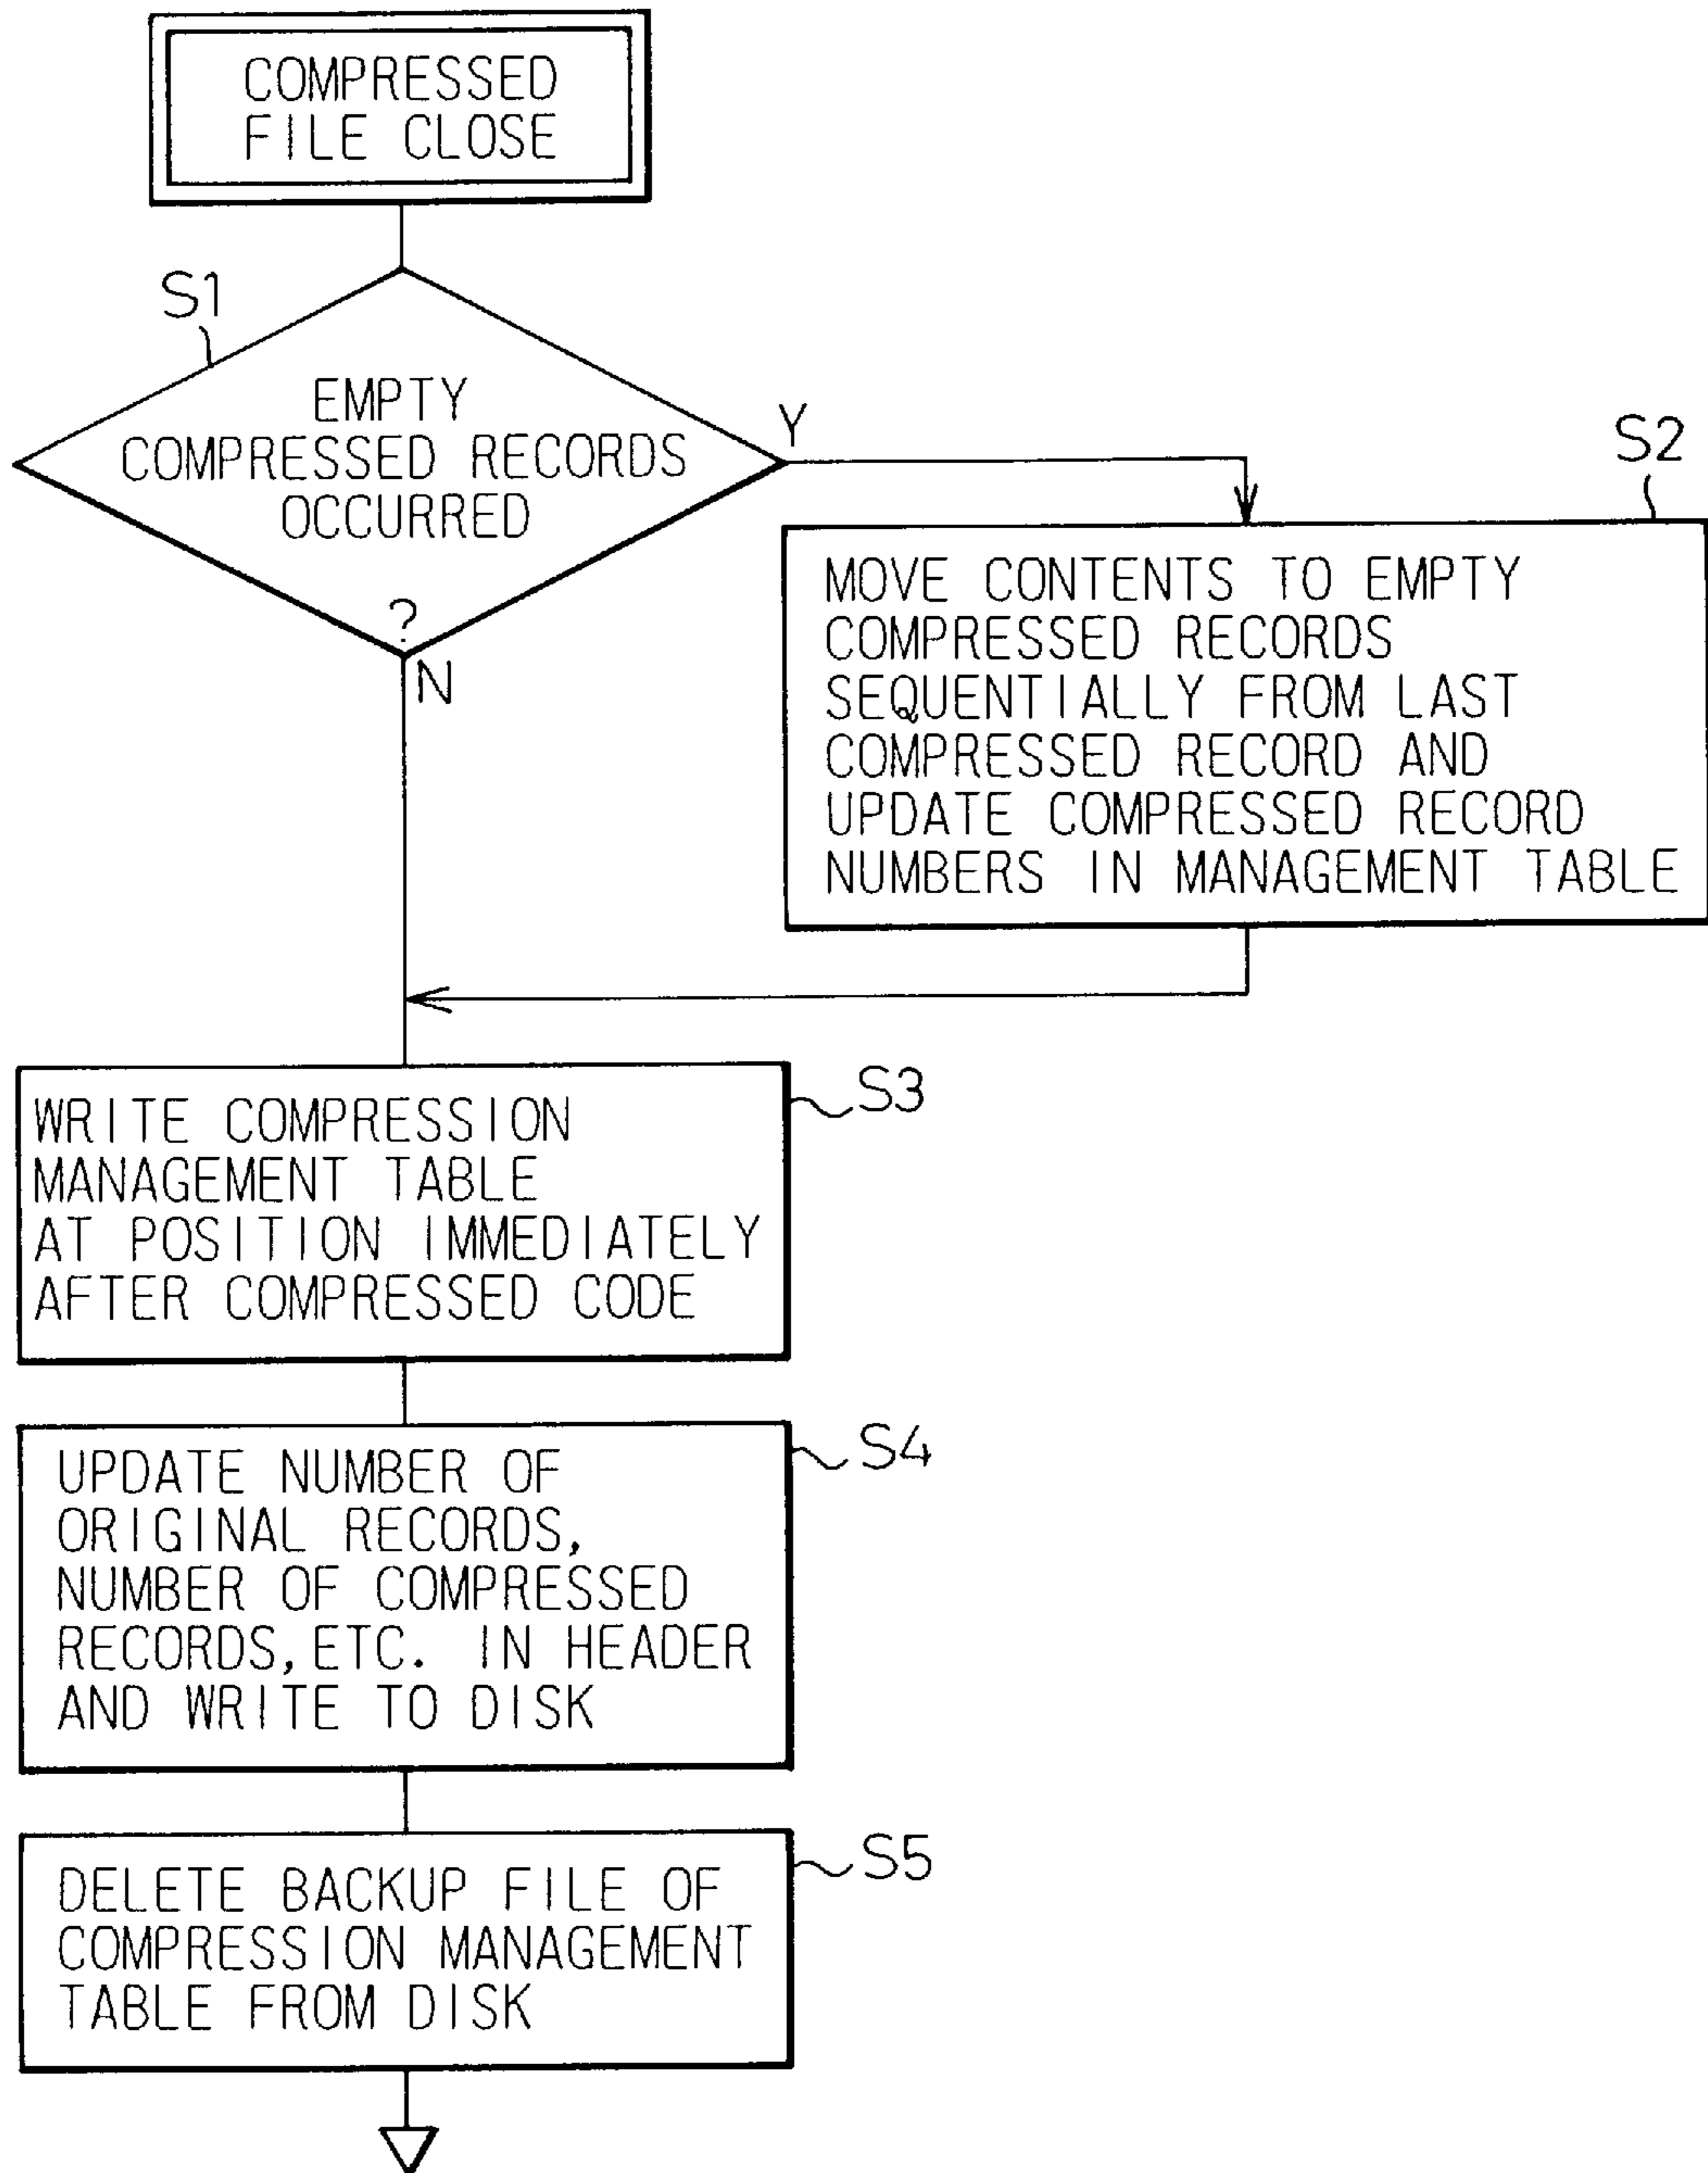 COMPRESSED
FILE CLOSE
S1
EMPTY
COMPRESSED RECORDS
OCCURRED
?
Y
N
S2
MOVE CONTENTS TO EMPTY
COMPRESSED RECORDS
SEQUENTIALLY FROM LAST
COMPRESSED RECORD AND
UPDATE COMPRESSED RECORD
NUMBERS IN MANAGEMENT TABLE
S3
WRITE COMPRESSION
MANAGEMENT TABLE
AT POSITION IMMEDIATELY
AFTER COMPRESSED CODE
S4
UPDATE NUMBER OF
ORIGINAL RECORDS,
NUMBER OF COMPRESSED
RECORDS, ETC. IN HEADER
AND WRITE TO DISK
S5
DELETE BACKUP FILE OF
COMPRESSION MANAGEMENT
TABLE FROM DISK